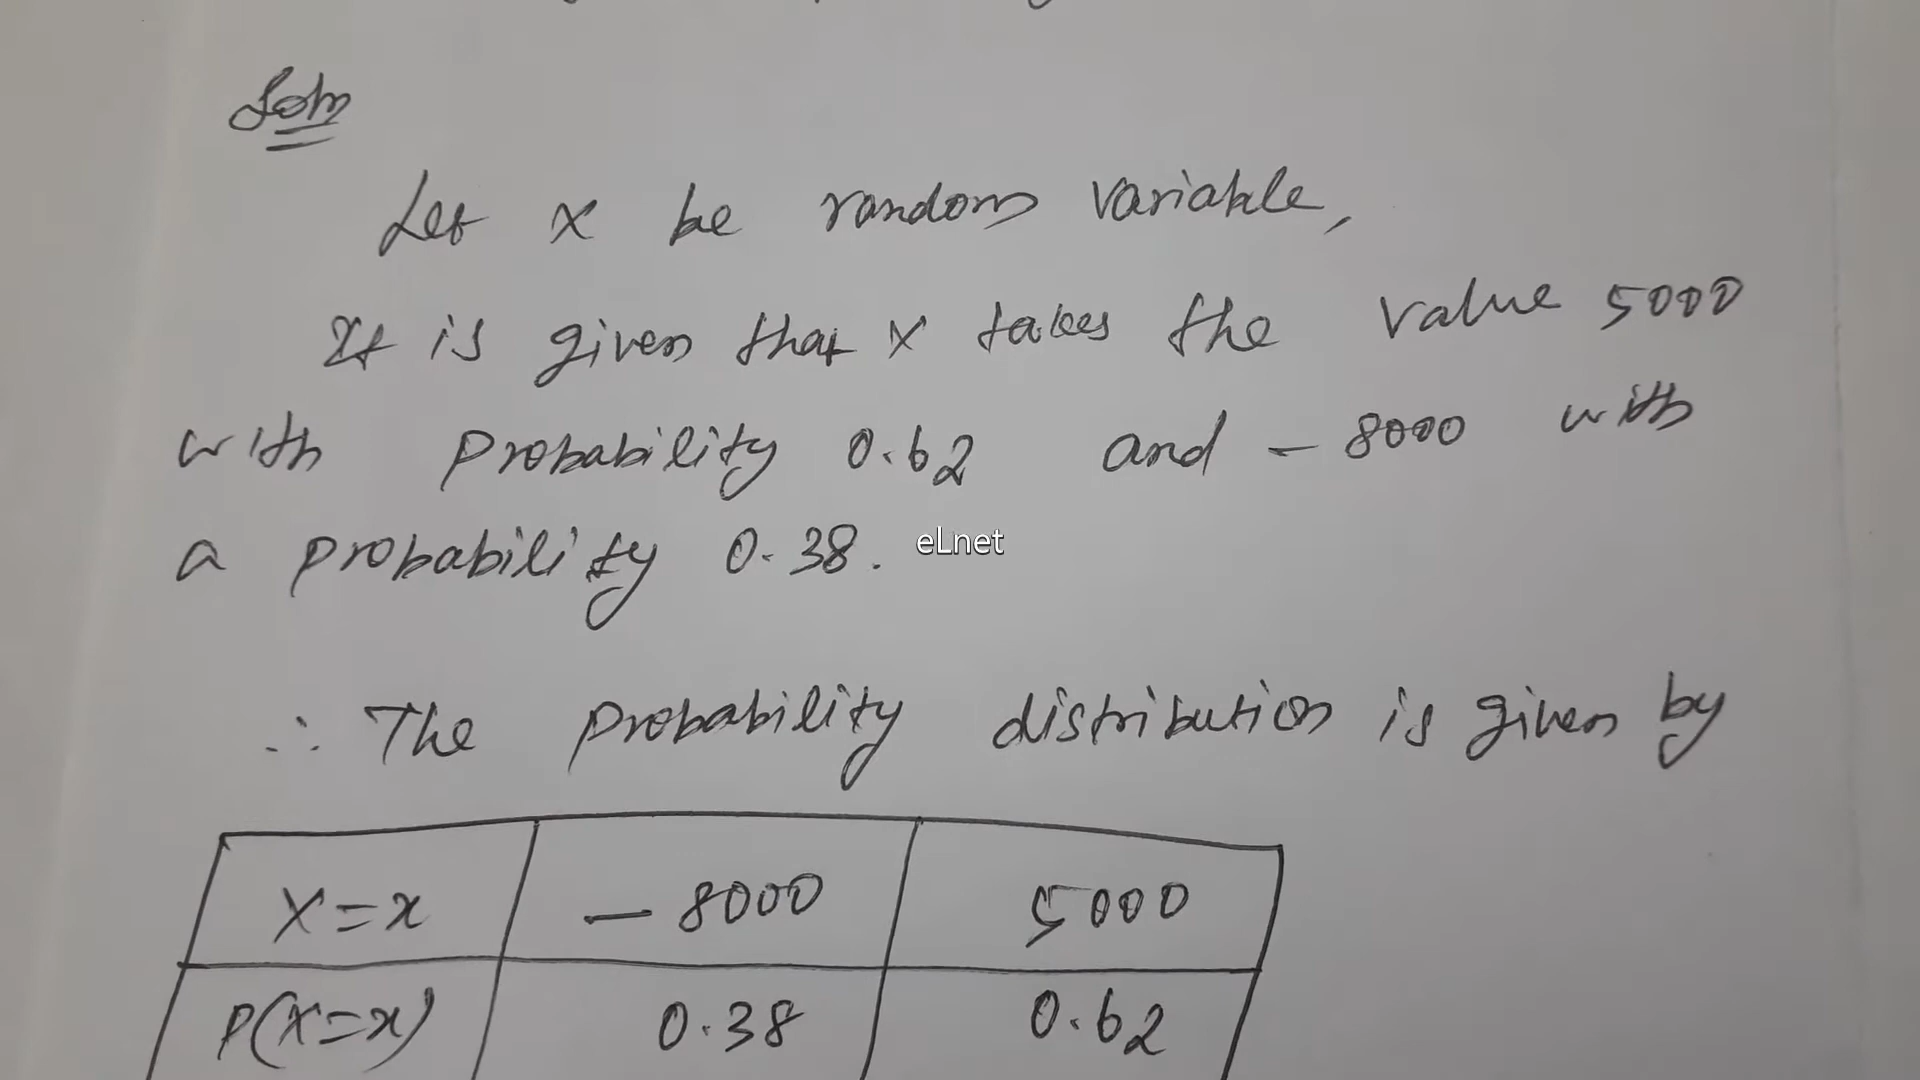 Soln
Let x be random variable,
It is given that X takes the value 5000
with probability 0.62 and - 8000 with
a probability 0.38.
eLnet
∴ The probability distribution is given by
X=x - 8000 5000
P(X=x) 0.38 0.62